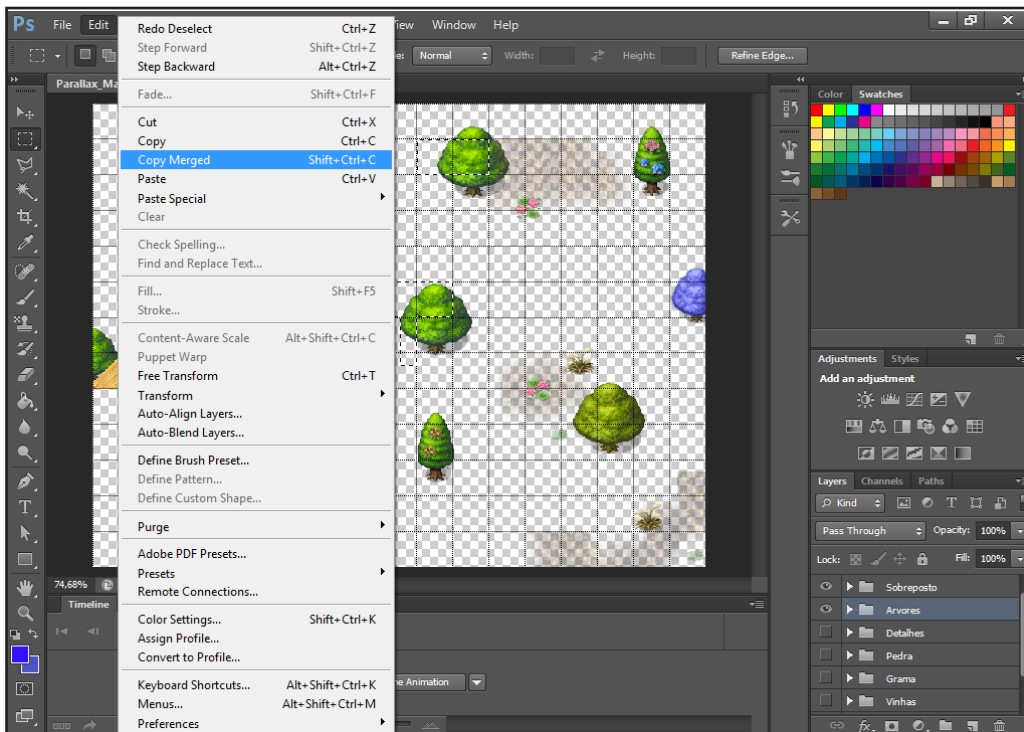 Ps File Edit View Window Help
Normal Width: Height: Refine Edge...
Parallax_Ma
Redo Deselect Ctrl+Z
Step Forward Shift+Ctrl+Z
Step Backward Alt+Ctrl+Z
Fade... Shift+Ctrl+F
Cut Ctrl+X
Copy Ctrl+C
Copy Merged Shift+Ctrl+C
Paste Ctrl+V
Paste Special
Clear
Check Spelling...
Find and Replace Text...
Fill... Shift+F5
Stroke...
Content-Aware Scale Alt+Shift+Ctrl+C
Puppet Warp
Free Transform Ctrl+T
Transform
Auto-Align Layers...
Auto-Blend Layers...
Define Brush Preset...
Define Pattern...
Define Custom Shape...
Purge
Adobe PDF Presets...
Presets
Remote Connections...
Color Settings... Shift+Ctrl+K
Assign Profile...
Convert to Profile...
Keyboard Shortcuts... Alt+Shift+Ctrl+K
Menus... Alt+Shift+Ctrl+M
Preferences
74,68%
Timeline
ne Animation
Color Swatches
Adjustments Styles
Add an adjustment
Layers Channels Paths
Kind
Pass Through Opacity: 100%
Lock: Fill: 100%
Sobreposto
Arvores
Detalhes
Pedra
Grama
Vinhas